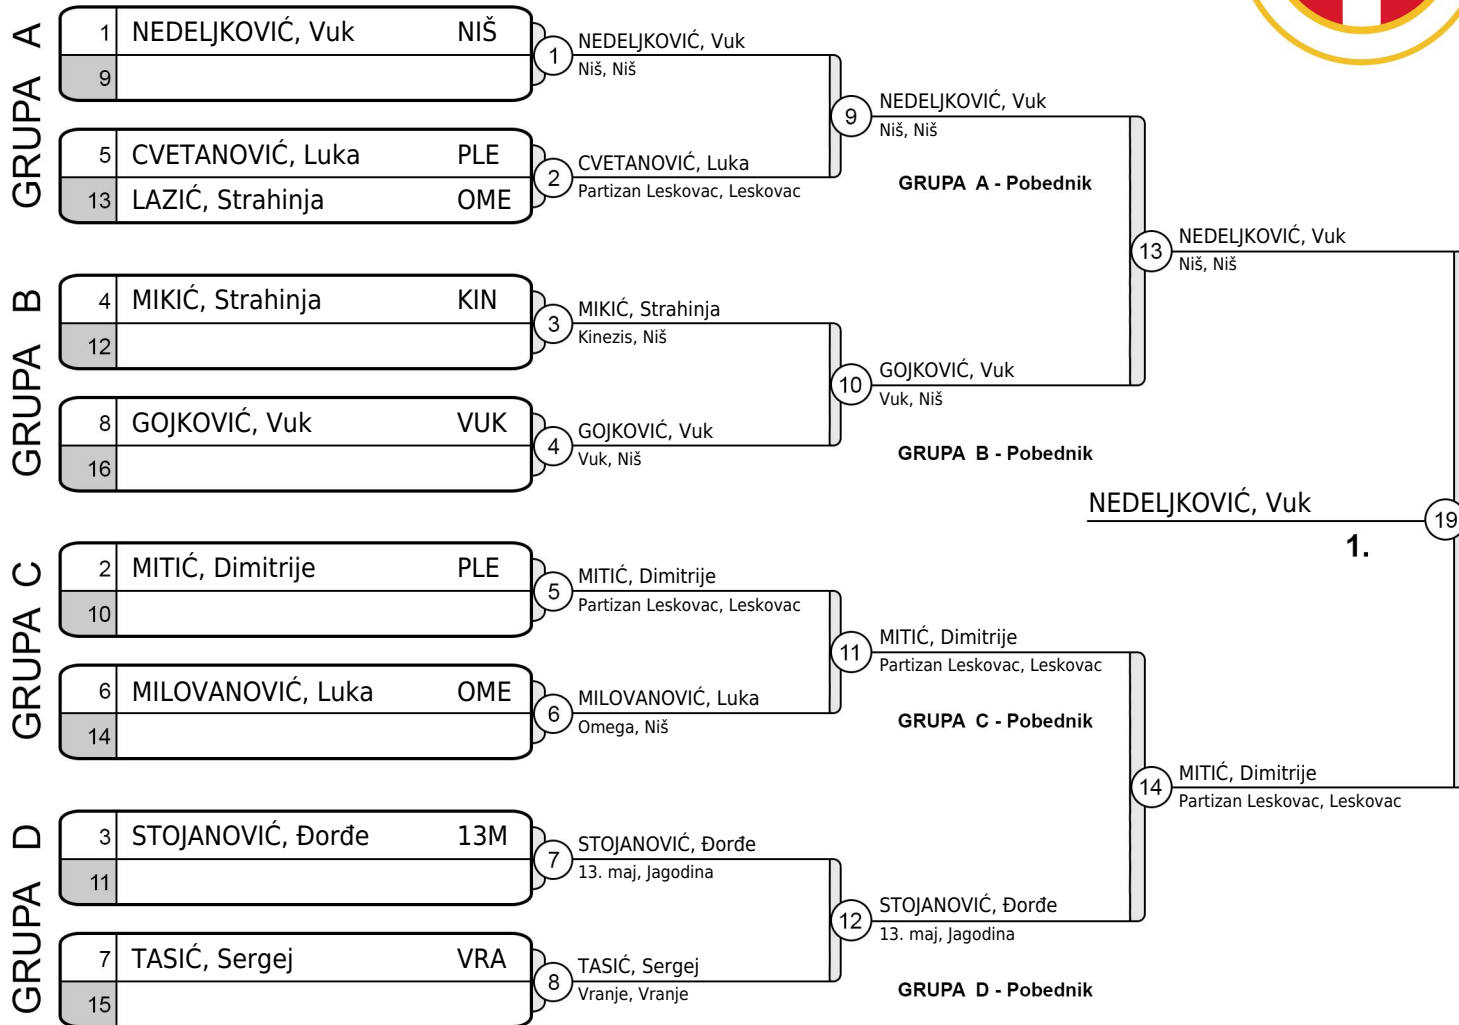 GRUPA A
1 NEDELJKOVIĆ, Vuk NIŠ
9
5 CVETANOVIĆ, Luka PLE
13 LAZIĆ, Strahinja OME
GRUPA B
4 MIKIĆ, Strahinja KIN
12
8 GOJKOVIĆ, Vuk VUK
16
GRUPA C
2 MITIĆ, Dimitrije PLE
10
6 MILOVANOVIĆ, Luka OME
14
GRUPA D
3 STOJANOVIĆ, Đorđe 13M
11
7 TASIĆ, Sergej VRA
15
1 NEDELJKOVIĆ, Vuk
Niš, Niš
2 CVETANOVIĆ, Luka
Partizan Leskovac, Leskovac
3 MIKIĆ, Strahinja
Kinezis, Niš
4 GOJKOVIĆ, Vuk
Vuk, Niš
5 MITIĆ, Dimitrije
Partizan Leskovac, Leskovac
6 MILOVANOVIĆ, Luka
Omega, Niš
7 STOJANOVIĆ, Đorđe
13. maj, Jagodina
8 TASIĆ, Sergej
Vranje, Vranje
9 NEDELJKOVIĆ, Vuk
Niš, Niš
GRUPA A - Pobednik
10 GOJKOVIĆ, Vuk
Vuk, Niš
GRUPA B - Pobednik
11 MITIĆ, Dimitrije
Partizan Leskovac, Leskovac
GRUPA C - Pobednik
12 STOJANOVIĆ, Đorđe
13. maj, Jagodina
GRUPA D - Pobednik
13 NEDELJKOVIĆ, Vuk
Niš, Niš
14 MITIĆ, Dimitrije
Partizan Leskovac, Leskovac
NEDELJKOVIĆ, Vuk 19
1.